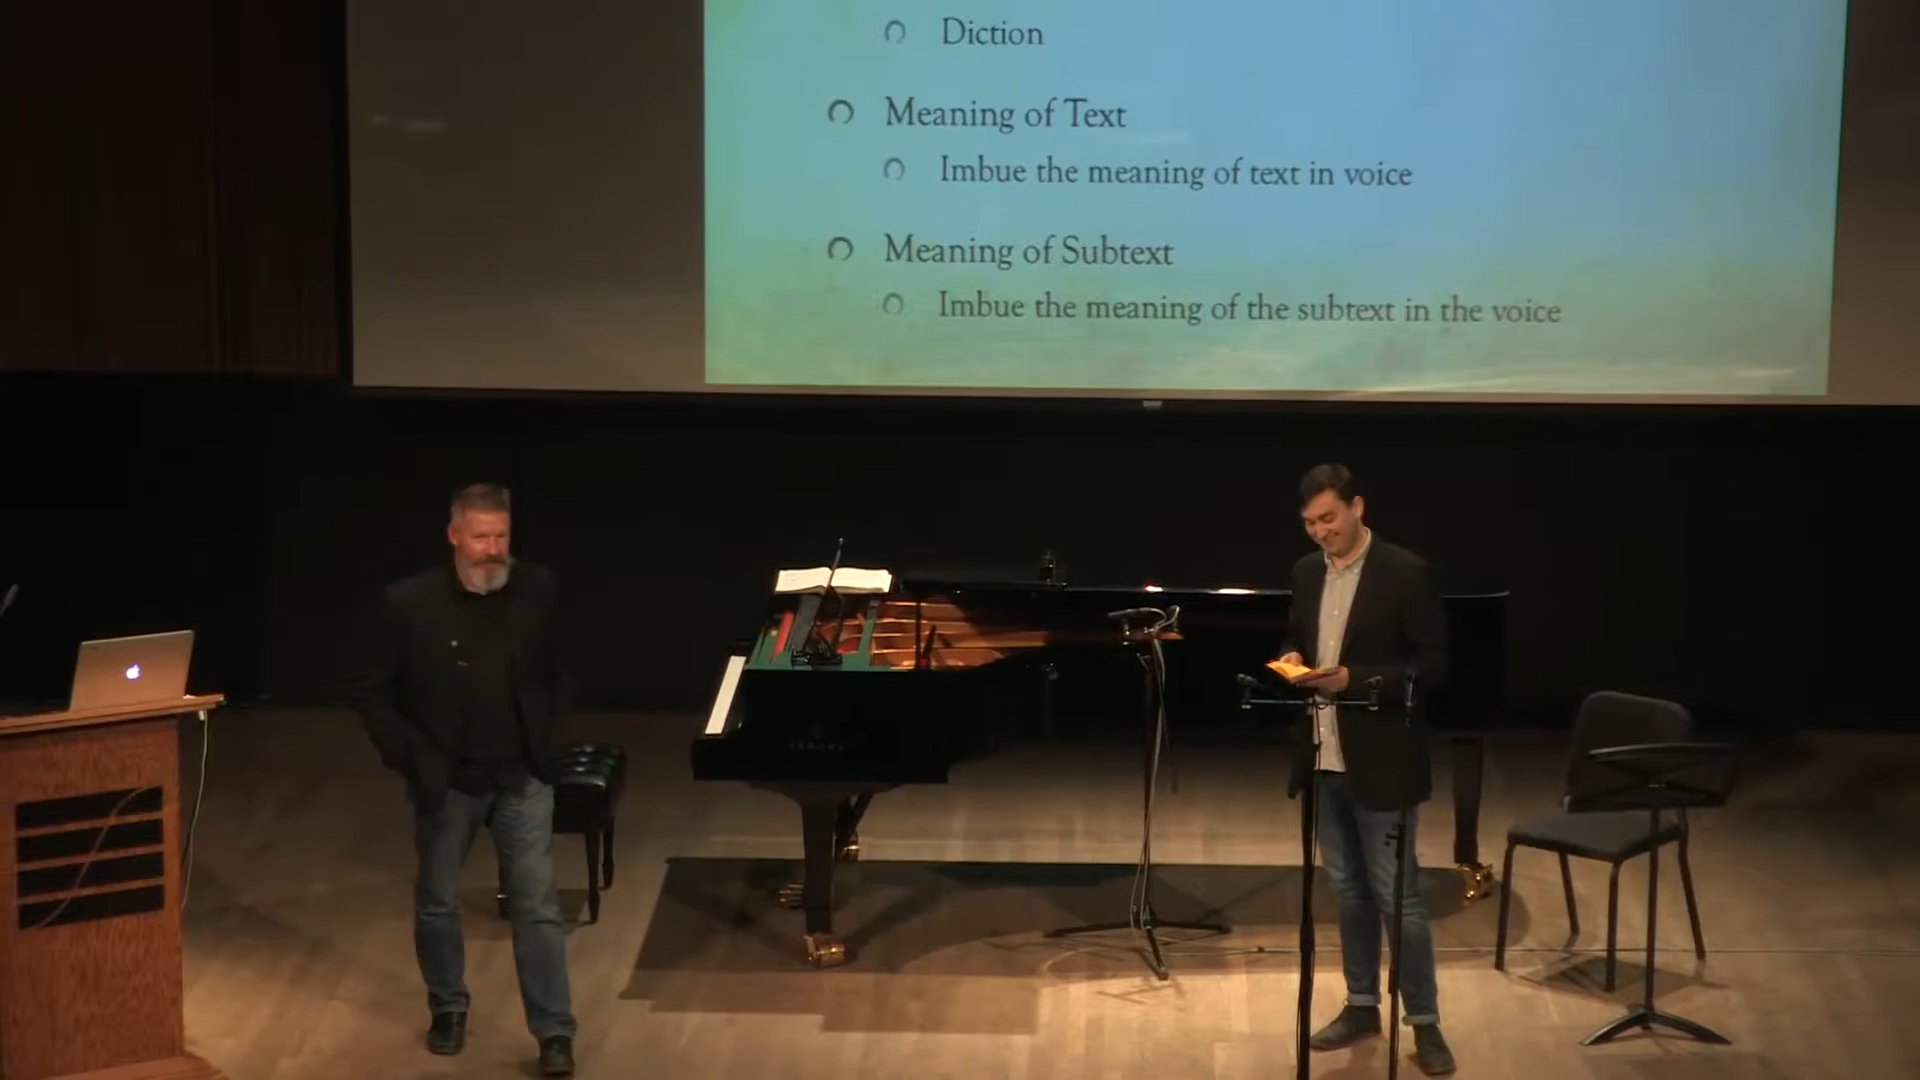 Diction
Meaning of Text
Imbue the meaning of text in voice
Meaning of Subtext
Imbue the meaning of the subtext in the voice